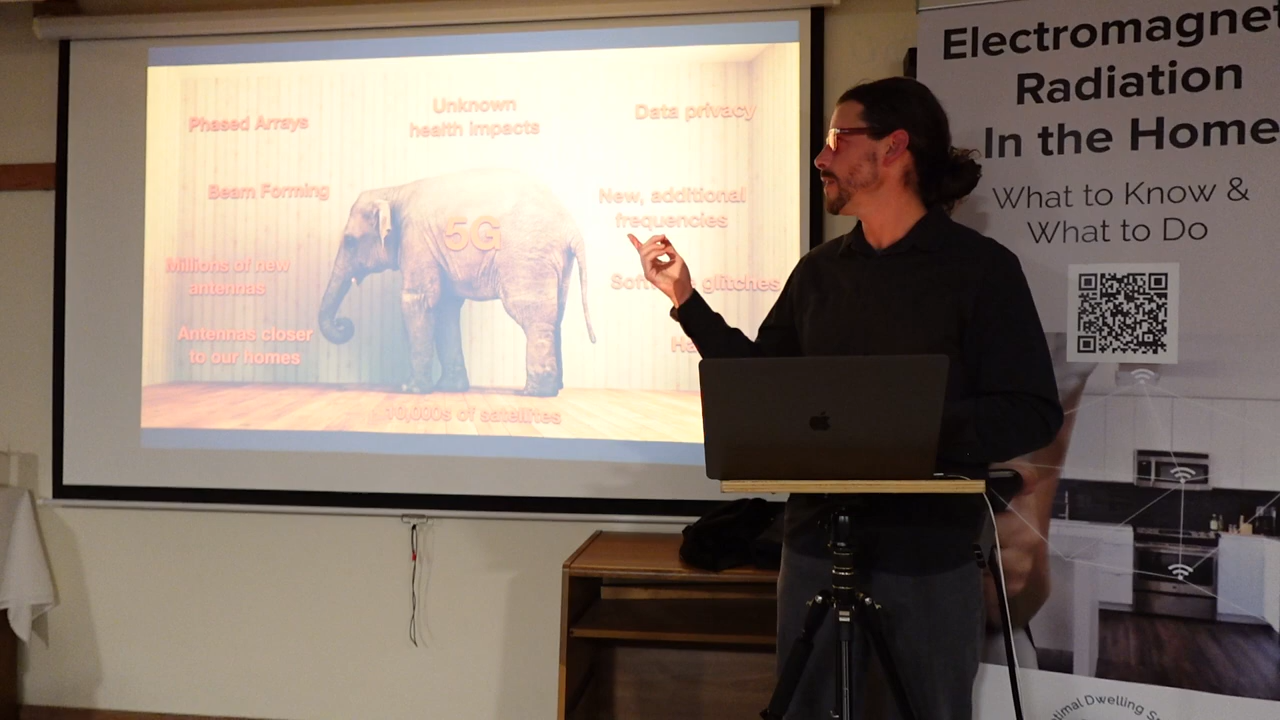 Phased Arrays
Unknown
health impacts
Data privacy
Beam Forming
New, additional
frequencies
5G
Millions of new
antennas
glitches
Antennas closer
to our homes
10,000s of satellites
Electromagnet
Radiation
In the Home
What to Know &
What to Do
timal Dwelling S